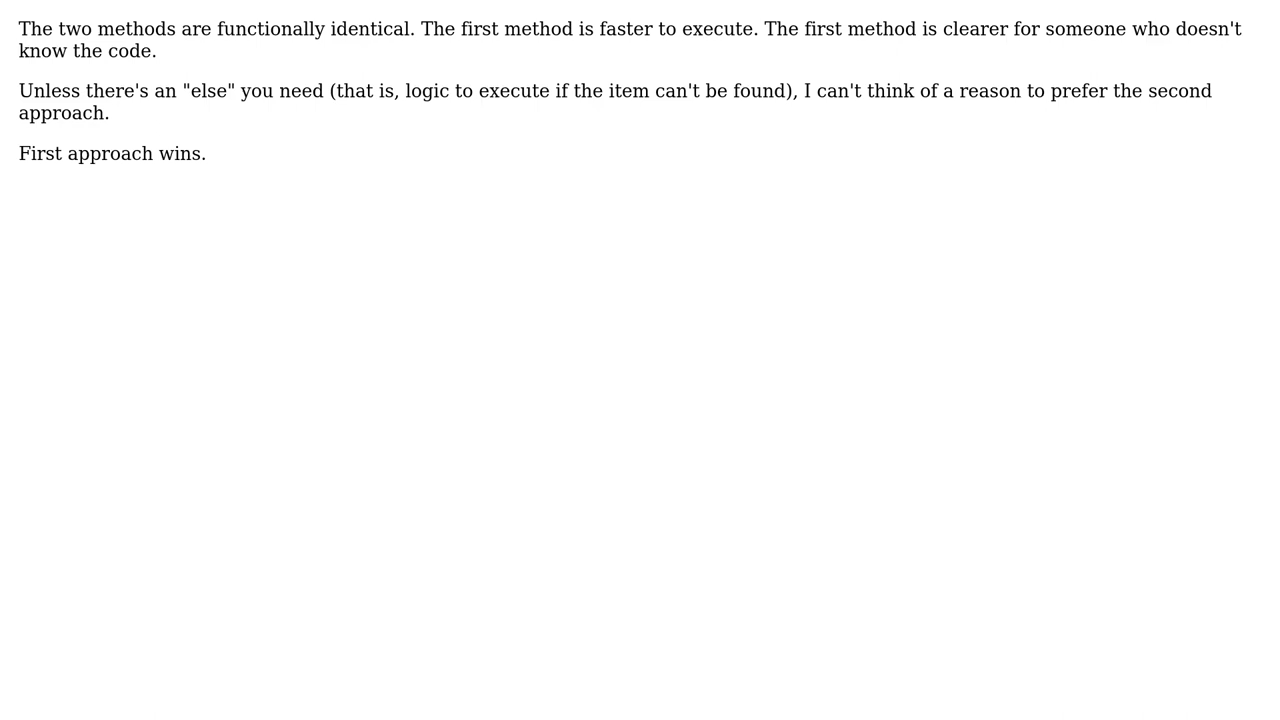 The two methods are functionally identical. The first method is faster to execute. The first method is clearer for someone who doesn't
know the code.
Unless there's an "else" you need (that is, logic to execute if the item can't be found), I can't think of a reason to prefer the second
approach.
First approach wins.